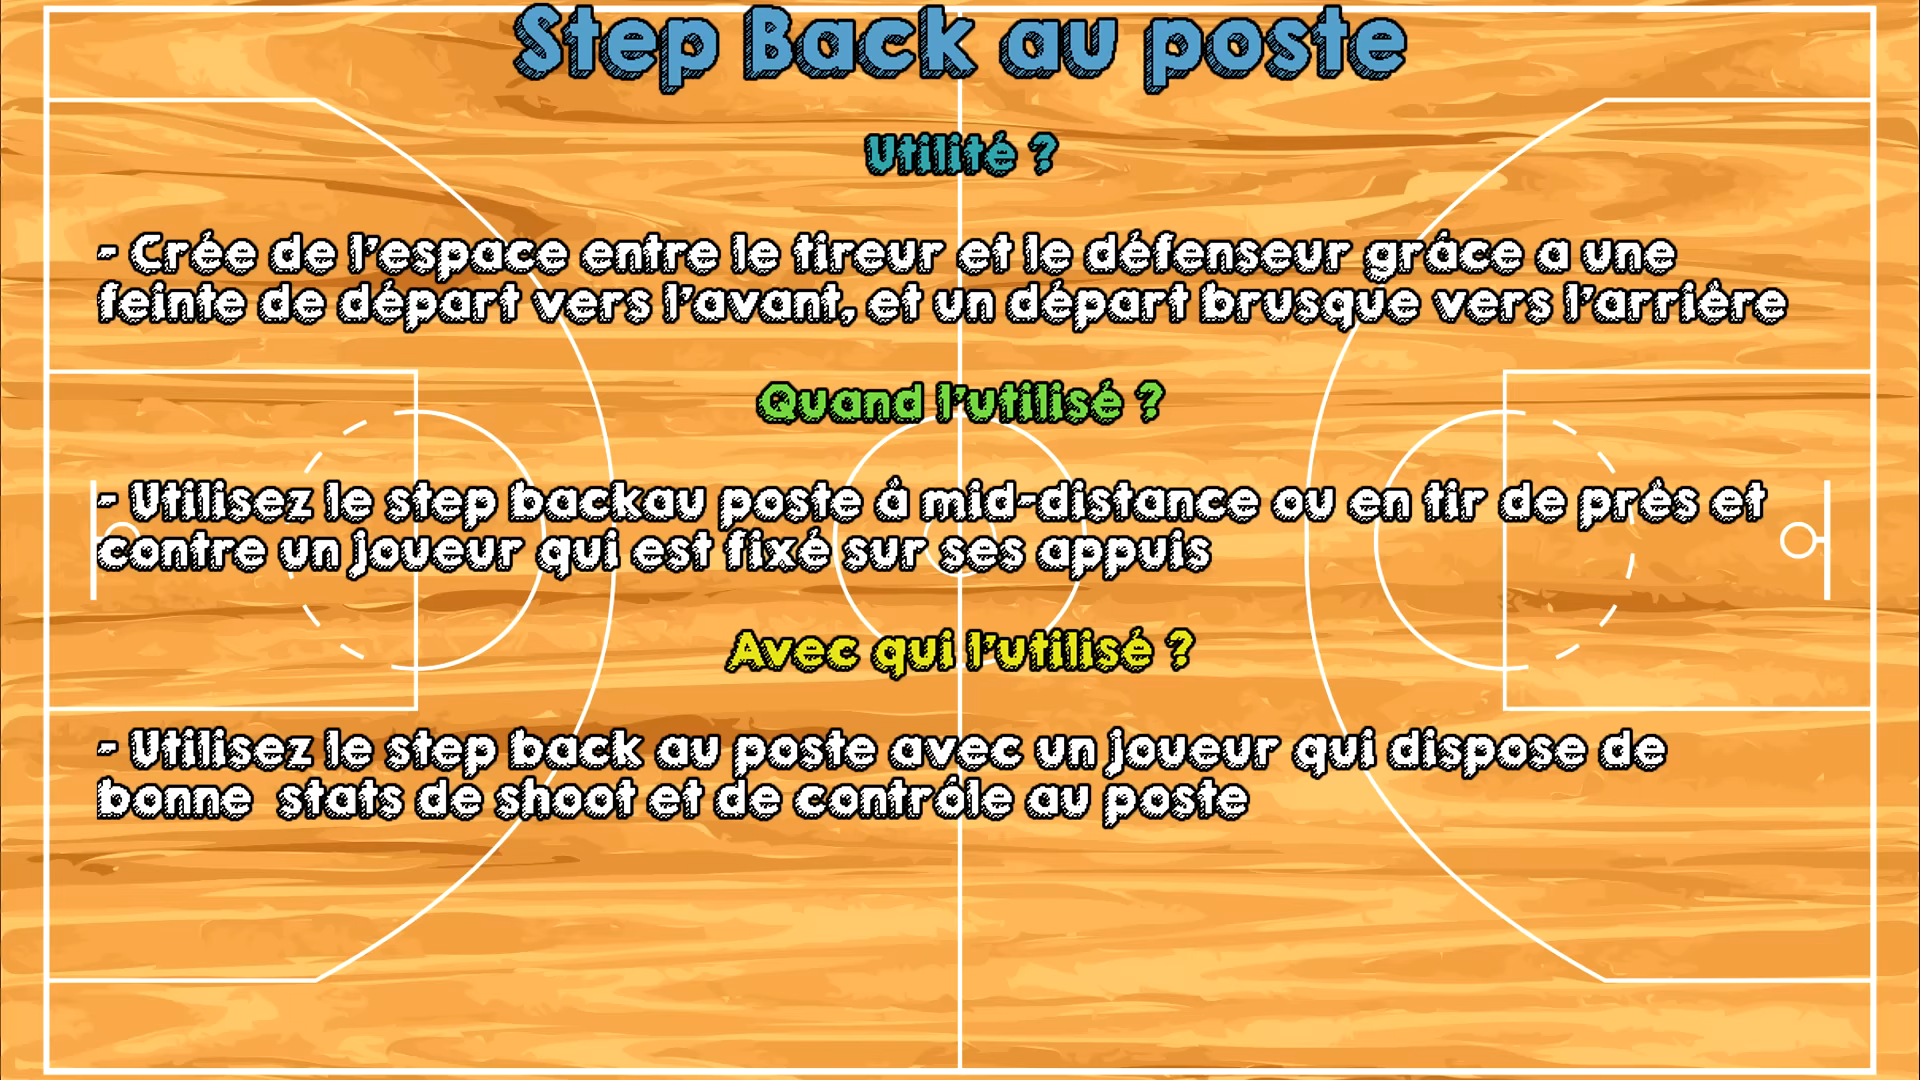 Step Back au poste
Utilité ?
- Crée de l'espace entre le tireur et le défenseur grâce a une
feinte de départ vers l'avant, et un départ brusque vers l'arrière
Quand l'utilisé ?
- Utilisez le step backau poste à mid-distance ou en tir de près et
contre un joueur qui est fixé sur ses appuis
Avec qui l'utilisé ?
- Utilisez le step back au poste avec un joueur qui dispose de
bonne  stats de shoot et de contrôle au poste